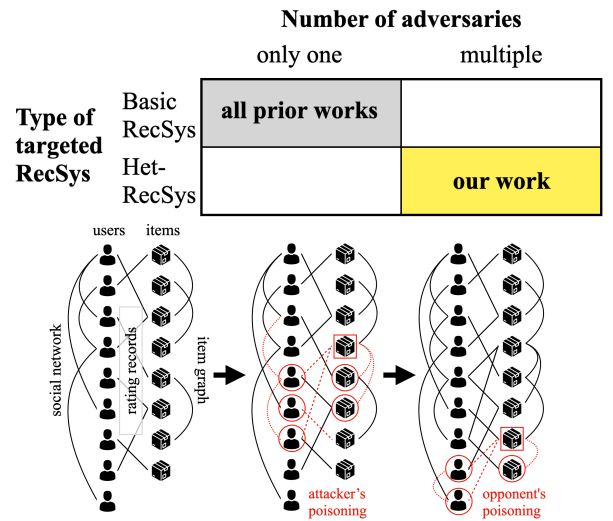 Number of adversaries
only one
multiple
Type of
targeted
RecSys
Basic
RecSys
all prior works
Het-
RecSys
our work
users
items
social network
rating records
item graph
attacker's
poisoning
opponent's
poisoning